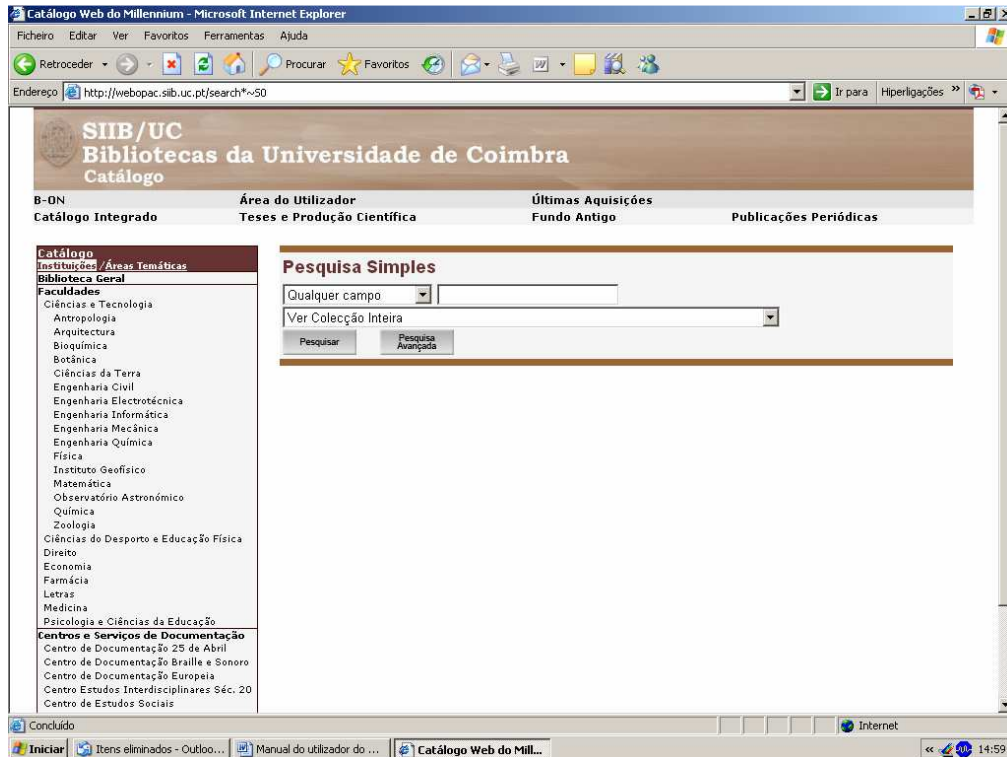 Catálogo Web do Millennium - Microsoft Internet Explorer
Ficheiro Editar Ver Favoritos Ferramentas Ajuda
Retroceder Procurar Favoritos
Endereço http://webopac.siib.uc.pt/search*~S0 Ir para Hiperligações »
SIIB/UC
Bibliotecas da Universidade de Coimbra
Catálogo
B-ON Área do Utilizador Últimas Aquisições
Catálogo Integrado Teses e Produção Científica Fundo Antigo Publicações Periódicas
Catálogo
Instituições/Áreas Temáticas
Biblioteca Geral
Faculdades
Ciências e Tecnologia
Antropologia
Arquitectura
Bioquímica
Botânica
Ciências da Terra
Engenharia Civil
Engenharia Electrotécnica
Engenharia Informática
Engenharia Mecânica
Engenharia Química
Física
Instituto Geofísico
Matemática
Observatório Astronómico
Química
Zoologia
Ciências do Desporto e Educação Física
Direito
Economia
Farmácia
Letras
Medicina
Psicologia e Ciências da Educação
Centros e Serviços de Documentação
Centro de Documentação 25 de Abril
Centro de Documentação Braille e Sonoro
Centro de Documentação Europeia
Centro Estudos Interdisciplinares Séc. 20
Centro de Estudos Sociais
Pesquisa Simples
Qualquer campo
Ver Colecção Inteira
Pesquisar Pesquisa Avançada
Concluído Internet
Iniciar Itens eliminados - Outloo... Manual do utilizador do ... Catálogo Web do Mill... « 14:59